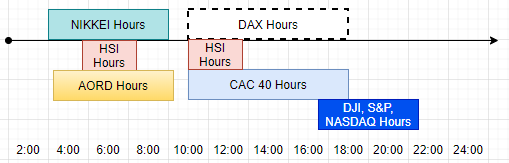 NIKKEI Hours
DAX Hours
HSI
Hours
HSI
Hours
AORD Hours
CAC 40 Hours
DJI, S&P,
NASDAQ Hours
2:00 4:00 6:00 8:00 10:00 12:00 14:00 16:00 18:00 20:00 22:00 24:00